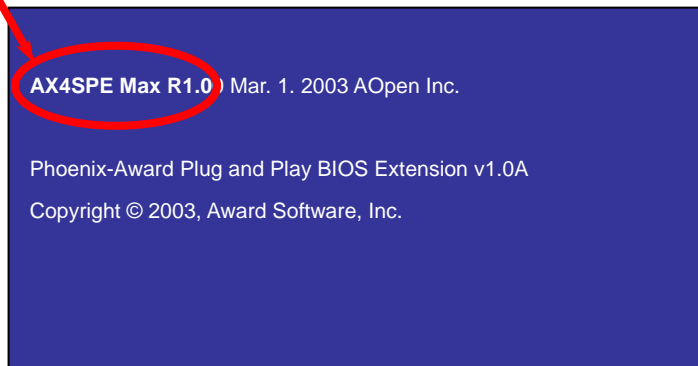 AX4SPE Max R1.00 Mar. 1. 2003 AOpen Inc.
Phoenix-Award Plug and Play BIOS Extension v1.0A
Copyright © 2003, Award Software, Inc.